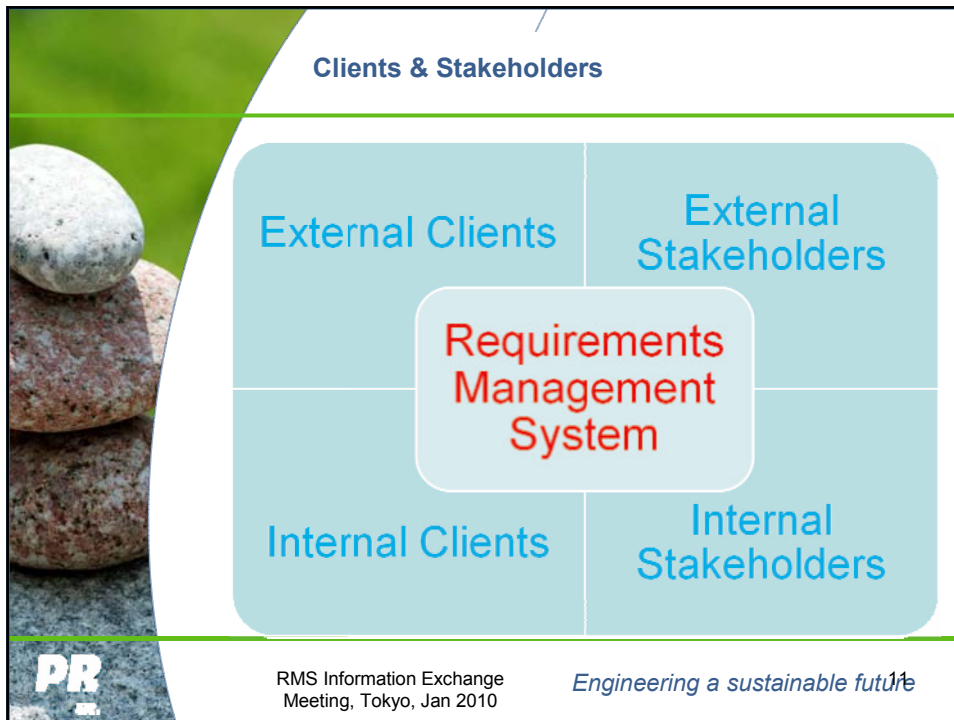 Clients & Stakeholders
External Clients
External
Stakeholders
Requirements
Management
System
Internal Clients
Internal
Stakeholders
PR
RMS Information Exchange
Meeting, Tokyo, Jan 2010
Engineering a sustainable future
11